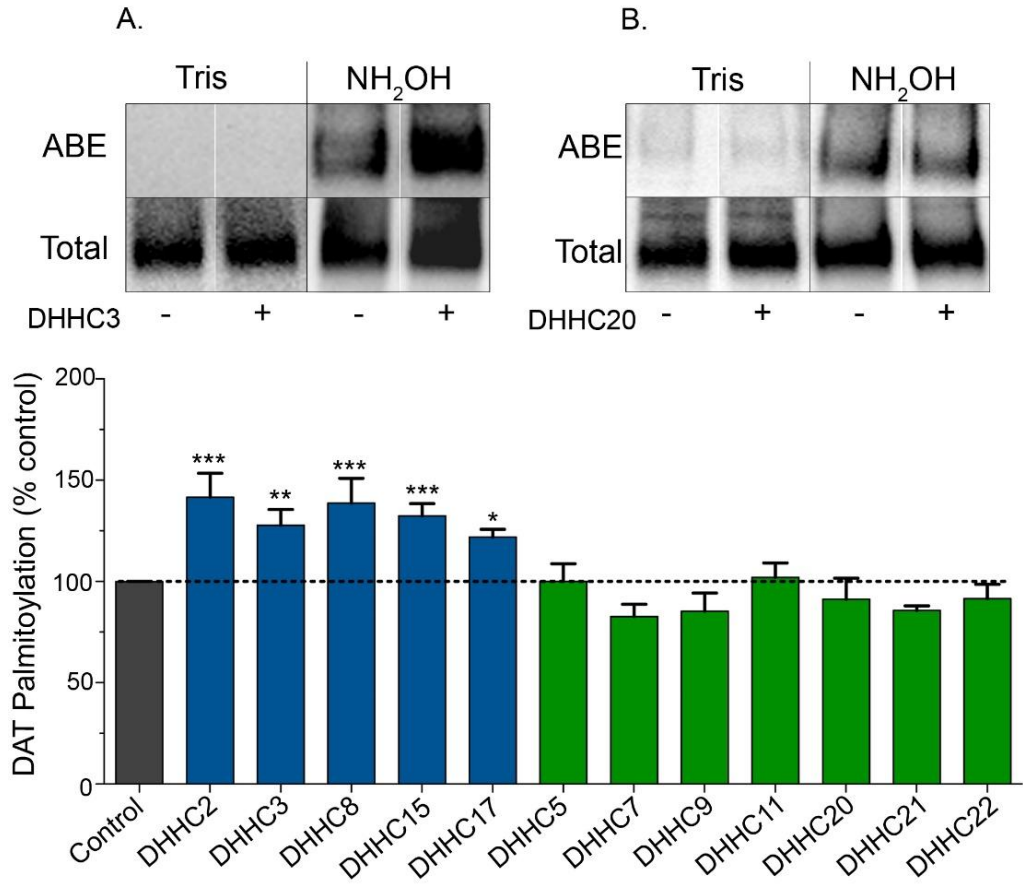 A.
B.
Tris NH2OH
Tris NH2OH
ABE
ABE
Total
Total
DHHC3 - + - +
DHHC20 - + - +
DAT Palmitoylation (% control)
200
150
100
50
0
***
**
***
***
*
Control
DHHC2
DHHC3
DHHC8
DHHC15
DHHC17
DHHC5
DHHC7
DHHC9
DHHC11
DHHC20
DHHC21
DHHC22